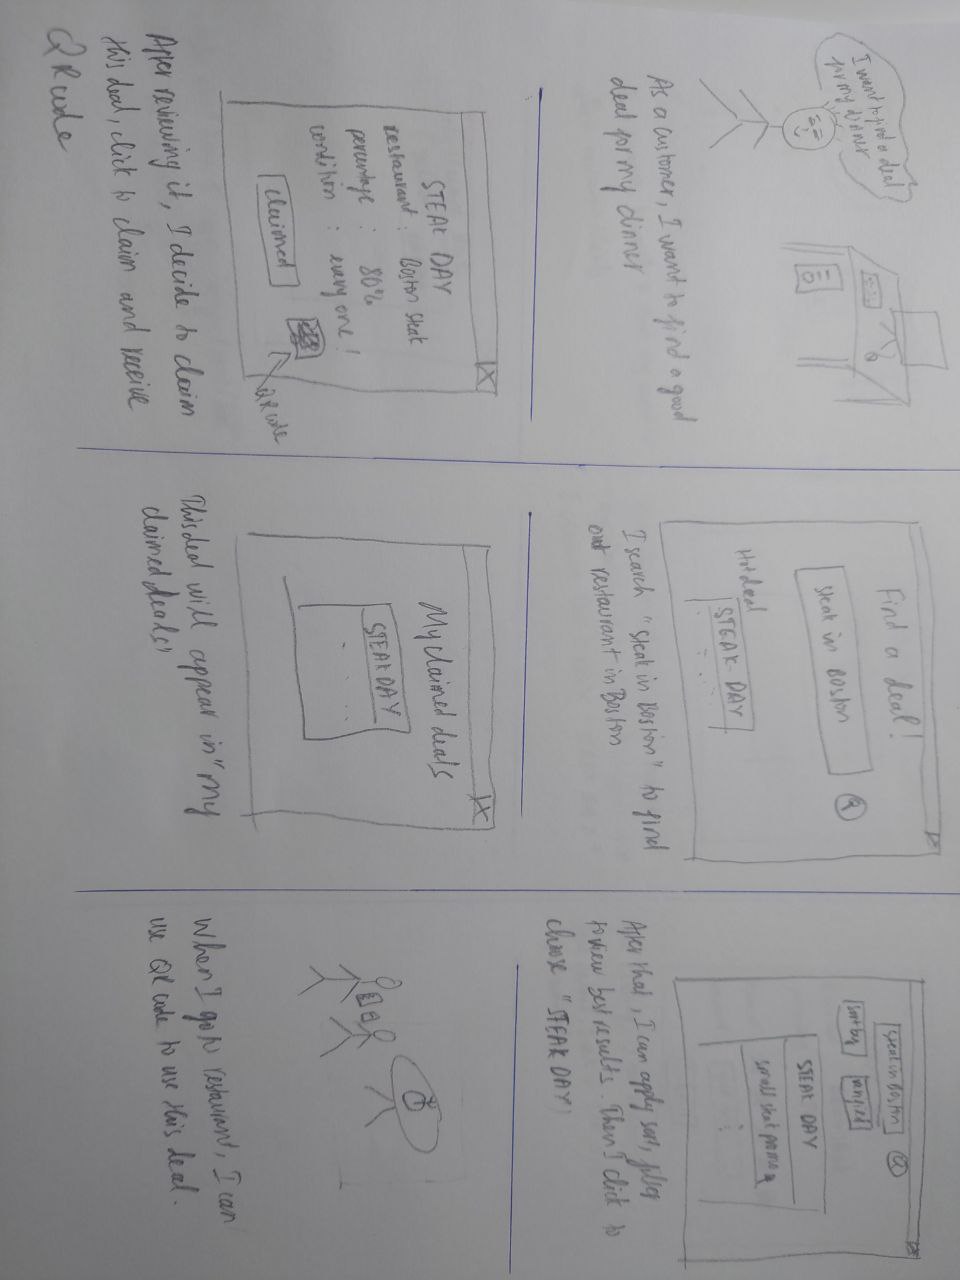 I want to find a deal
for my dinner
As a customer, I want to find a good
deal for my dinner
Find a deal!
Steak in Boston
Hot deal
STEAK DAY
I search "Steak in Boston" to find
out restaurant in Boston
Steak in Boston
sort by
verified
STEAK DAY
small steak promo
After that, I can apply sort, filter
to view best results. Then I click to
choose "STEAK DAY"
STEAK DAY
restaurant : Boston Steak
percentage : 80%
condition : every one!
Claimed
QR code
After reviewing it, I decide to claim
this deal, click to claim and receive
QR code
My claimed deals
STEAK DAY
This deal will appear in "my
claimed deals"
When I go to restaurant, I can
use QR code to use this deal.